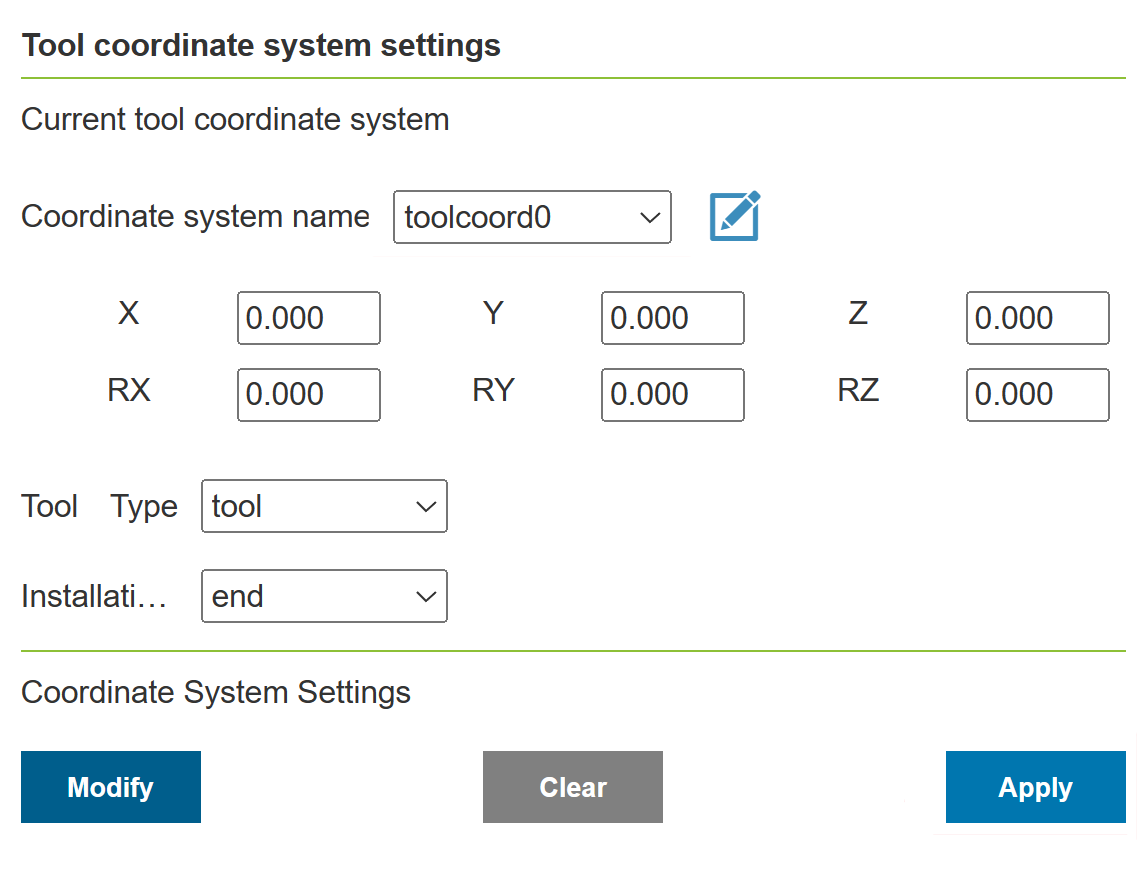 Tool coordinate system settings
Current tool coordinate system
Coordinate system name toolcoord0
X 0.000 Y 0.000 Z 0.000
RX 0.000 RY 0.000 RZ 0.000
Tool Type tool
Installati… end
Coordinate System Settings
Modify Clear Apply